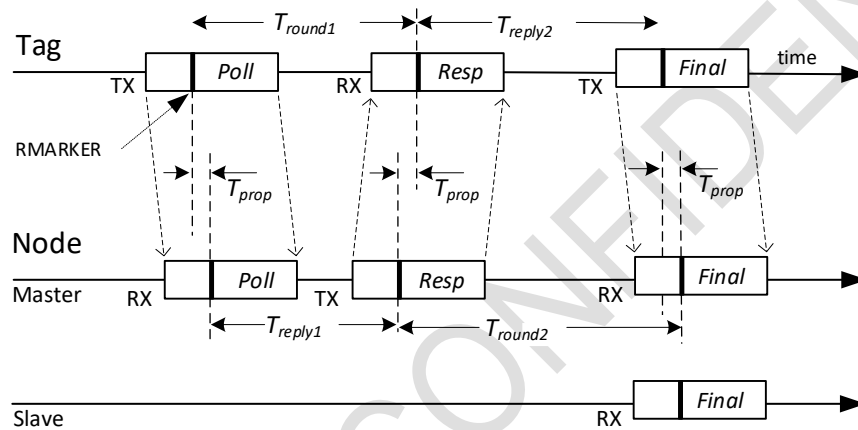 T_round1 T_reply2
Tag
Poll Resp Final time
TX RX TX
RMARKER
T_prop T_prop T_prop
Node
Poll Resp Final
Master RX TX RX
T_reply1 T_round2
Final
Slave RX
CONFIDEN